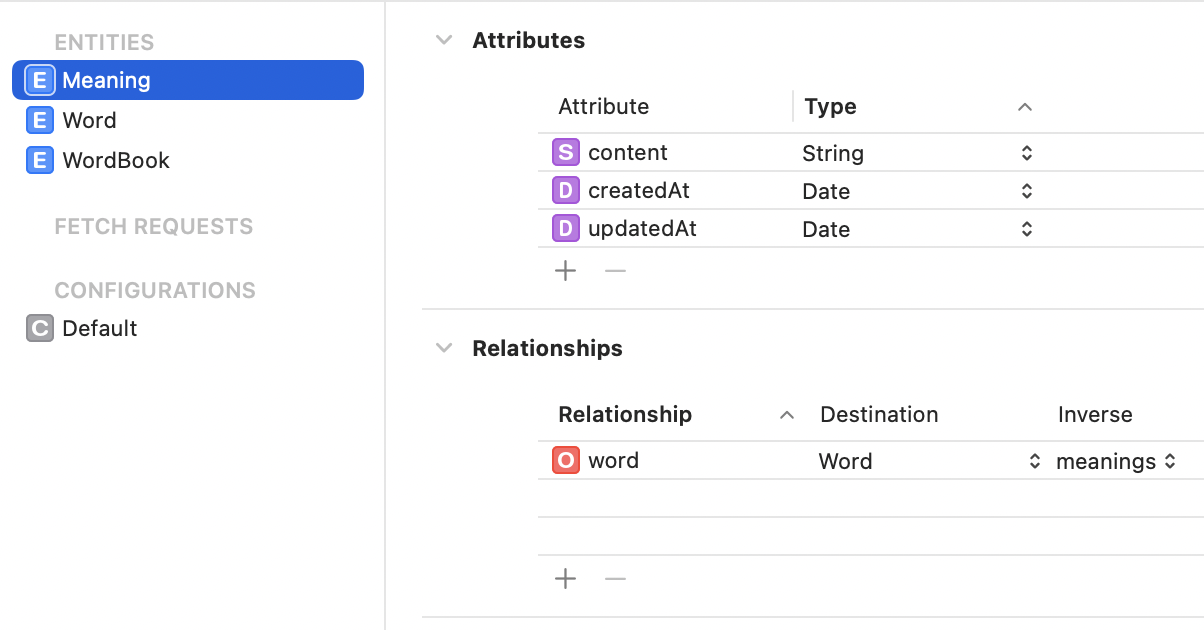 ENTITIES
E Meaning
E Word
E WordBook
FETCH REQUESTS
CONFIGURATIONS
C Default
Attributes
Attribute Type
S content String
D createdAt Date
D updatedAt Date
Relationships
Relationship Destination Inverse
O word Word meanings